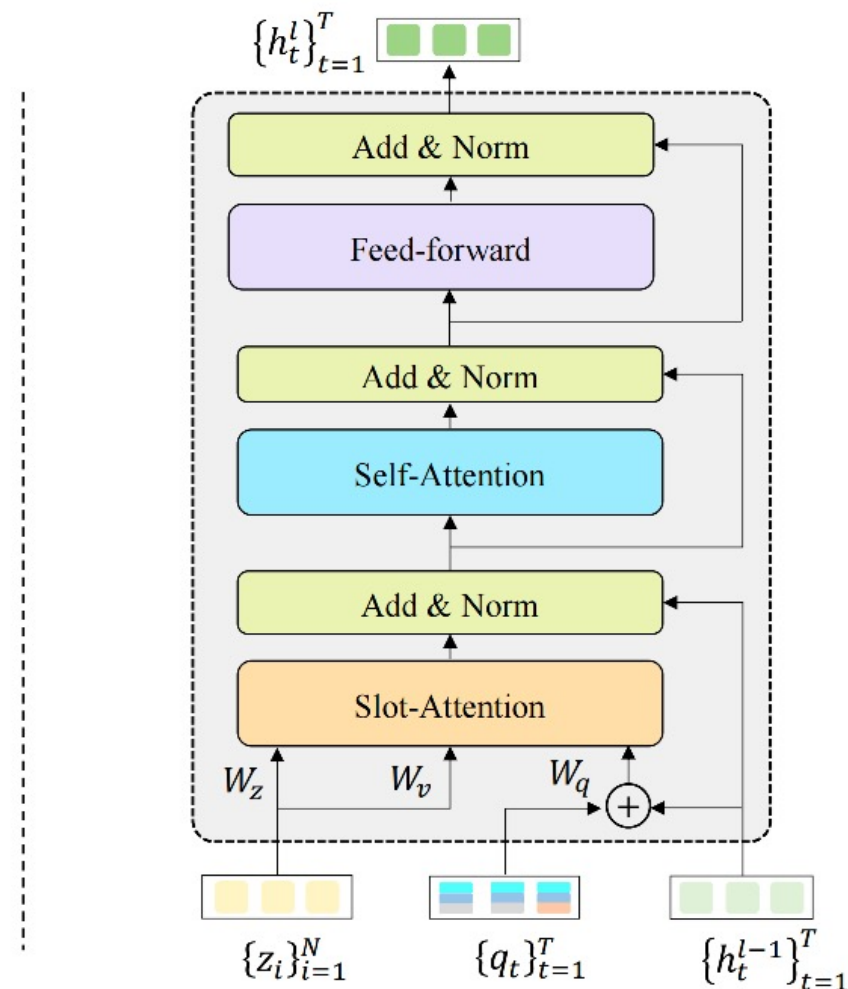 {h_t^l}_{t=1}^T
Add & Norm
Feed-forward
Add & Norm
Self-Attention
Add & Norm
Slot-Attention
W_z W_v W_q +
{z_i}_{i=1}^N {q_t}_{t=1}^T {h_t^{l-1}}_{t=1}^T